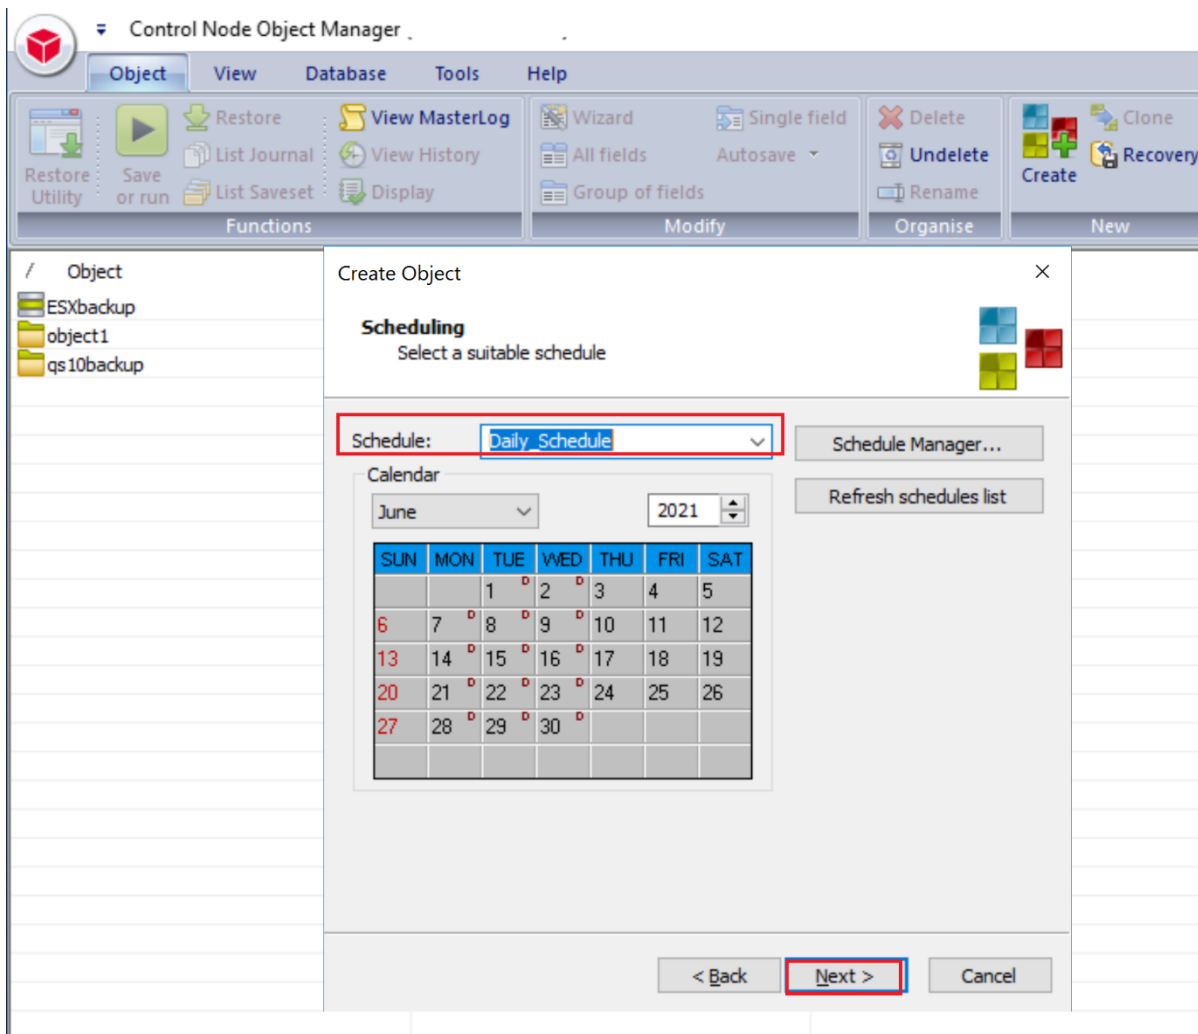 Control Node Object Manager
Object View Database Tools Help
Restore Utility
Save or run
Restore
List Journal
List Saveset
View MasterLog
View History
Display
Functions
Wizard
All fields
Group of fields
Single field
Autosave
Modify
Delete
Undelete
Rename
Organise
Create
Clone
Recovery
New
/ Object
ESXbackup
object1
qs10backup
Create Object
Scheduling
Select a suitable schedule
Schedule: Daily_Schedule
Schedule Manager...
Refresh schedules list
Calendar
June 2021
SUN MON TUE WED THU FRI SAT
1 D 2 D 3 4 5
6 7 D 8 D 9 D 10 11 12
13 14 D 15 D 16 D 17 18 19
20 21 D 22 D 23 D 24 25 26
27 28 D 29 D 30 D
< Back Next > Cancel